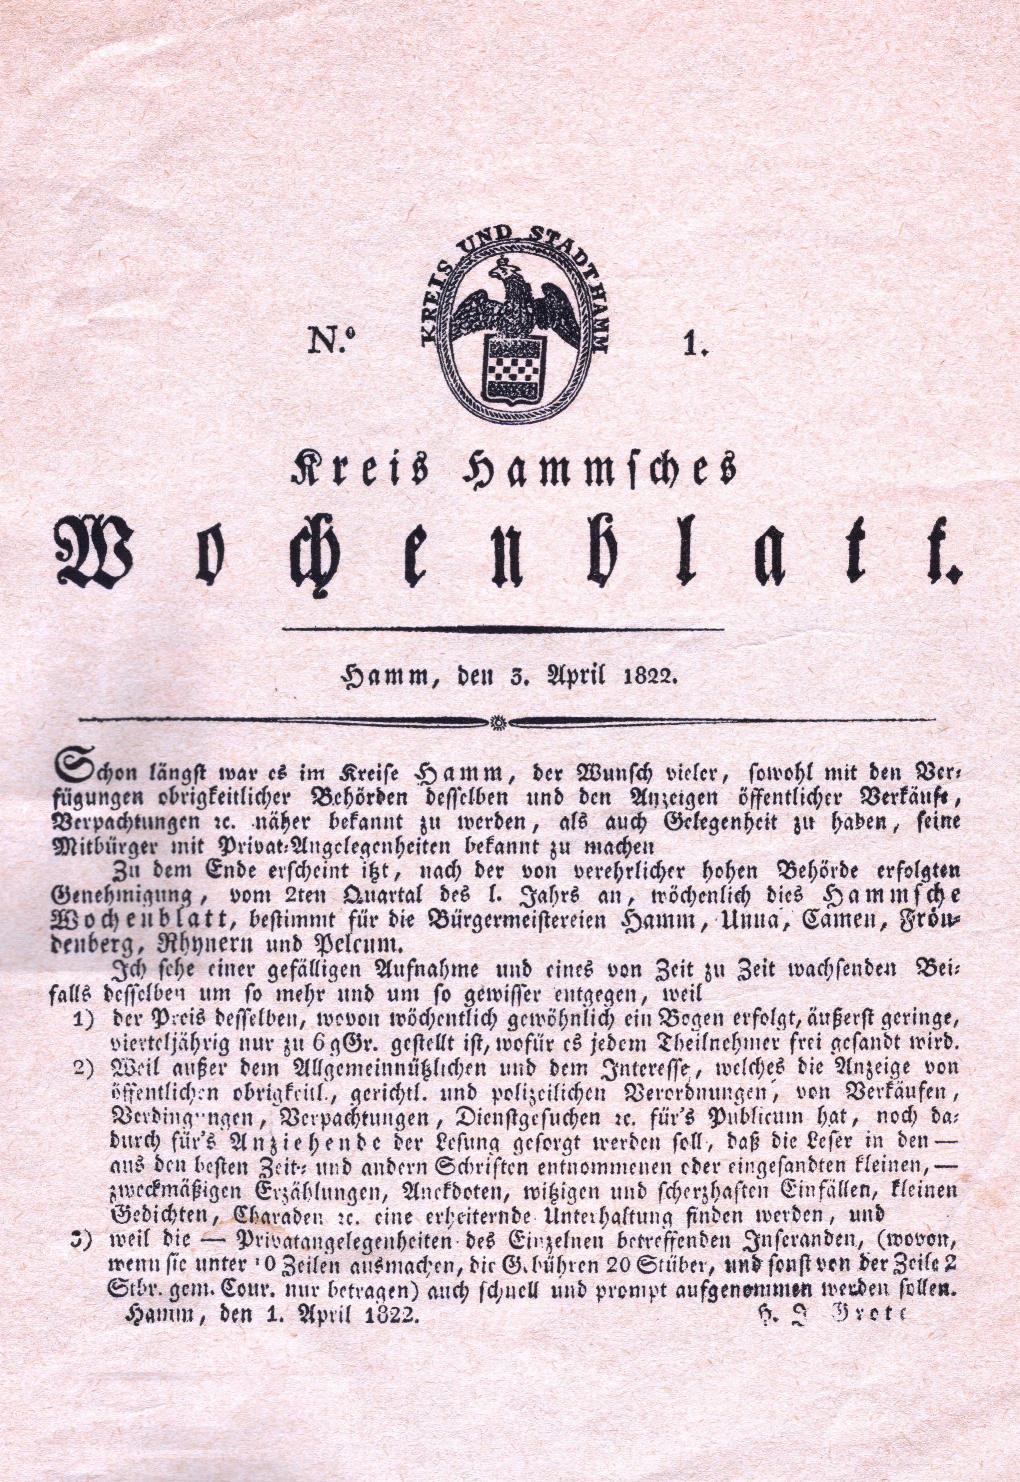 KREIS UND STADT HAMM
N.º 1.
Kreis Hammsches
Wochenblatt.
Hamm, den 3. April 1822.
Schon längst war es im Kreise Hamm, der Wunsch vieler, sowohl mit den Ver-
fügungen obrigkeitlicher Behörden desselben und den Anzeigen öffentlicher Verkäufe,
Verpachtungen ꝛc. näher bekannt zu werden, als auch Gelegenheit zu haben, seine
Mitbürger mit Privat-Angelegenheiten bekannt zu machen
Zu dem Ende erscheint itzt, nach der von verehrlicher hohen Behörde erfolgten
Genehmigung, vom 2ten Quartal des l. Jahrs an, wöchenlich dies Hammsche
Wochenblatt, bestimmt für die Bürgermeistereien Hamm, Unna, Camen, Frön-
denberg, Rhynern und Pelcum.
Ich sehe einer gefälligen Aufnahme und eines von Zeit zu Zeit wachsenden Bei-
falls desselben um so mehr und um so gewisser entgegen, weil
1) der Preis desselben, wovon wöchentlich gewöhnlich ein Bogen erfolgt, äußerst geringe,
vierteljährig nur zu 6 gGr. gestellt ist, wofür es jedem Theilnehmer frei gesandt wird.
2) Weil außer dem Allgemeinnützlichen und dem Interesse, welches die Anzeige von
öffentlichen obrigkeitl., gerichtl. und polizeilichen Verordnungen, von Verkäufen,
Verdingungen, Verpachtungen, Dienstgesuchen ꝛc. für's Publicum hat, noch da-
durch für's Anziehende der Lesung gesorgt werden soll, daß die Leser in den —
aus den besten Zeit- und andern Schriften entnommenen oder eingesandten kleinen, —
zweckmäßigen Erzählungen, Anekdoten, witzigen und scherzhaften Einfällen, kleinen
Gedichten, Charaden ꝛc. eine erheiternde Unterhaltung finden werden, und
3) weil die — Privatangelegenheiten des Einzelnen betreffenden Inseranden, (wovon,
wenn sie unter 10 Zeilen ausmachen, die Gebühren 20 Stüber, und sonst von der Zeile 2
Stbr. gem. Cour. nur betragen) auch schnell und prompt aufgenommen werden sollen.
Hamm, den 1. April 1822. H. J Grote